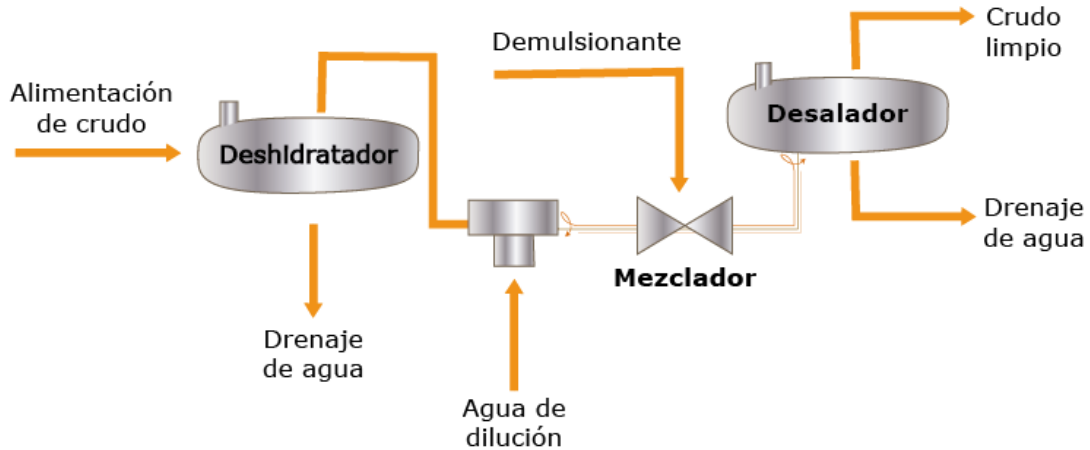 Alimentación
de crudo
Deshidratador
Drenaje
de agua
Agua de
dilución
Demulsionante
Mezclador
Desalador
Crudo
limpio
Drenaje
de agua